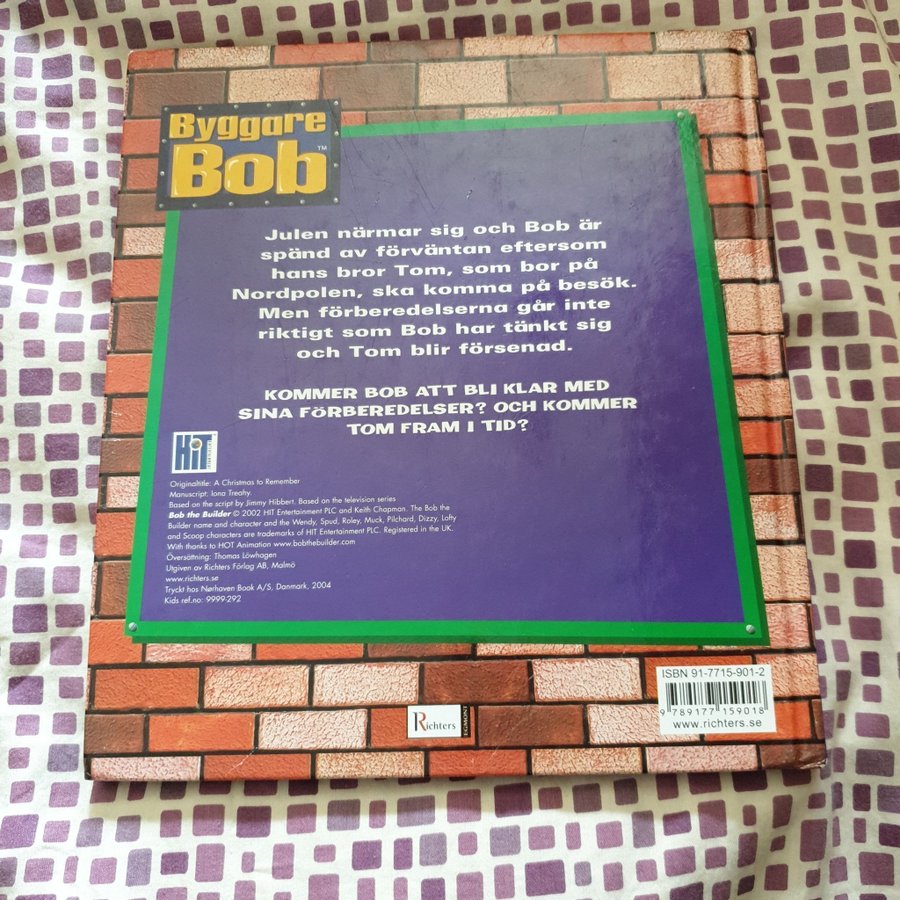 Byggare
Bob™
Julen närmar sig och Bob är
spänd av förväntan eftersom
hans bror Tom, som bor på
Nordpolen, ska komma på besök.
Men förberedelserna går inte
riktigt som Bob har tänkt sig
och Tom blir försenad.
KOMMER BOB ATT BLI KLAR MED
SINA FÖRBEREDELSER? OCH KOMMER
TOM FRAM I TID?
HiT
Originaltitle: A Christmas to Remember
Manuscript: Iona Treahy.
Based on the script by Jimmy Hibbert. Based on the television series
Bob the Builder © 2002 HIT Entertainment PLC and Keith Chapman. The Bob the
Builder name and character and the Wendy, Spud, Roley, Muck, Pilchard, Dizzy, Lofty
and Scoop characters are trademarks of HIT Entertainment PLC. Registered in the UK.
With thanks to HOT Animation www.bobthebuilder.com
Översättning: Thomas Löwhagen
Utgiven av Richters Förlag AB, Malmö
www.richters.se
Tryckt hos Nørhaven Book A/S, Danmark, 2004
Kids ref.no: 9999-292
ISBN 91-7715-901-2
9 789177 159018
www.richters.se
Richters
EGMONT